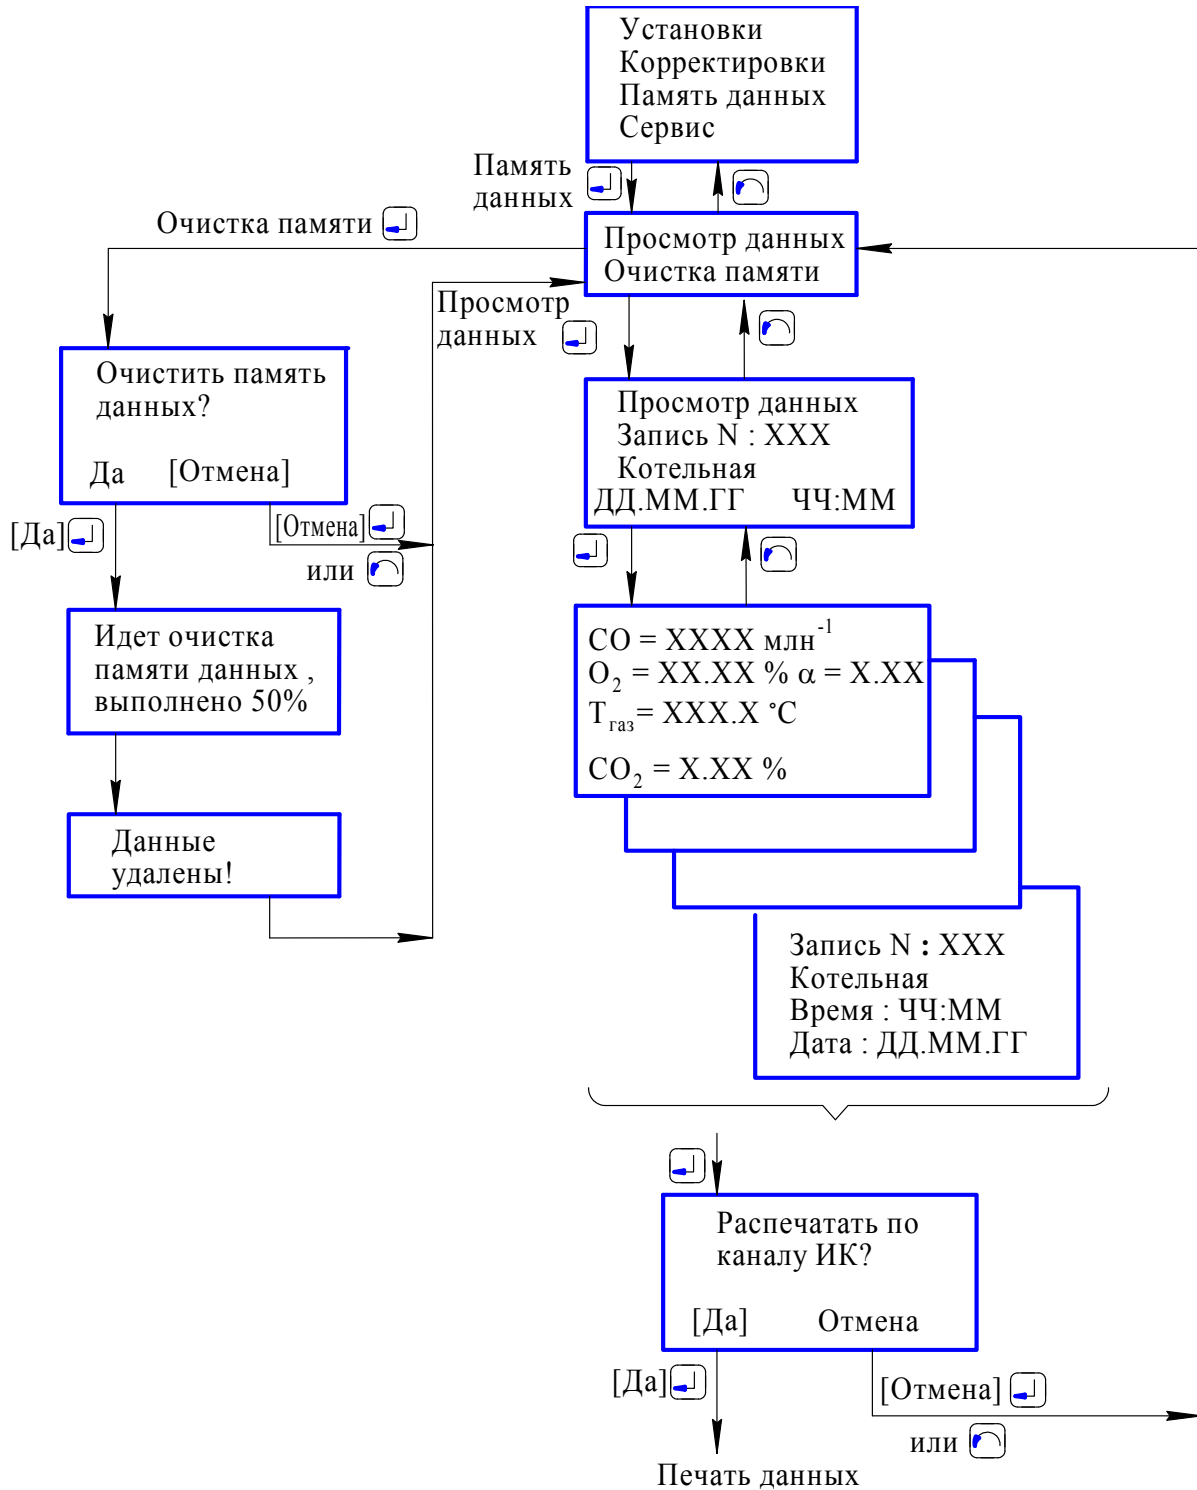 Установки
Корректировки
Память данных
Сервис
Память
данных
Очистка памяти
Просмотр данных
Очистка памяти
Просмотр
данных
Очистить память
данных?
Да [Отмена]
[Да]
[Отмена]
или
Идет очистка
памяти данных ,
выполнено 50%
Данные
удалены!
Просмотр данных
Запись N : XXX
Котельная
ДД.ММ.ГГ ЧЧ:ММ
CO = XXXX млн⁻¹
O₂ = XX.XX % α = X.XX
Tгаз= XXX.X °C
CO₂ = X.XX %
Запись N : XXX
Котельная
Время : ЧЧ:ММ
Дата : ДД.ММ.ГГ
Распечатать по
каналу ИК?
[Да] Отмена
[Да]
[Отмена]
или
Печать данных